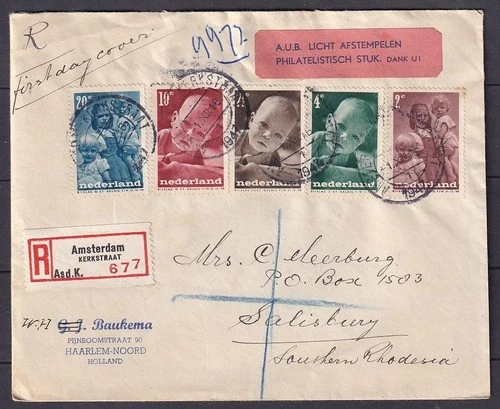 R
first day cover.
997?
A.U.B. LICHT AFSTEMPELEN
PHILATELISTISCH STUK. DANK U!
20c
nederland
10c
nederland
nederland
4c
nederland
2c
nederland
R
Amsterdam
KERKSTRAAT
Asd.K. 677
Mrs. C Meerburg
P.O. Box 1583
Salisbury
Southern Rhodesia
W.H G. J. Baukema
PIJNBOOMSTRAAT 90
HAARLEM-NOORD
HOLLAND